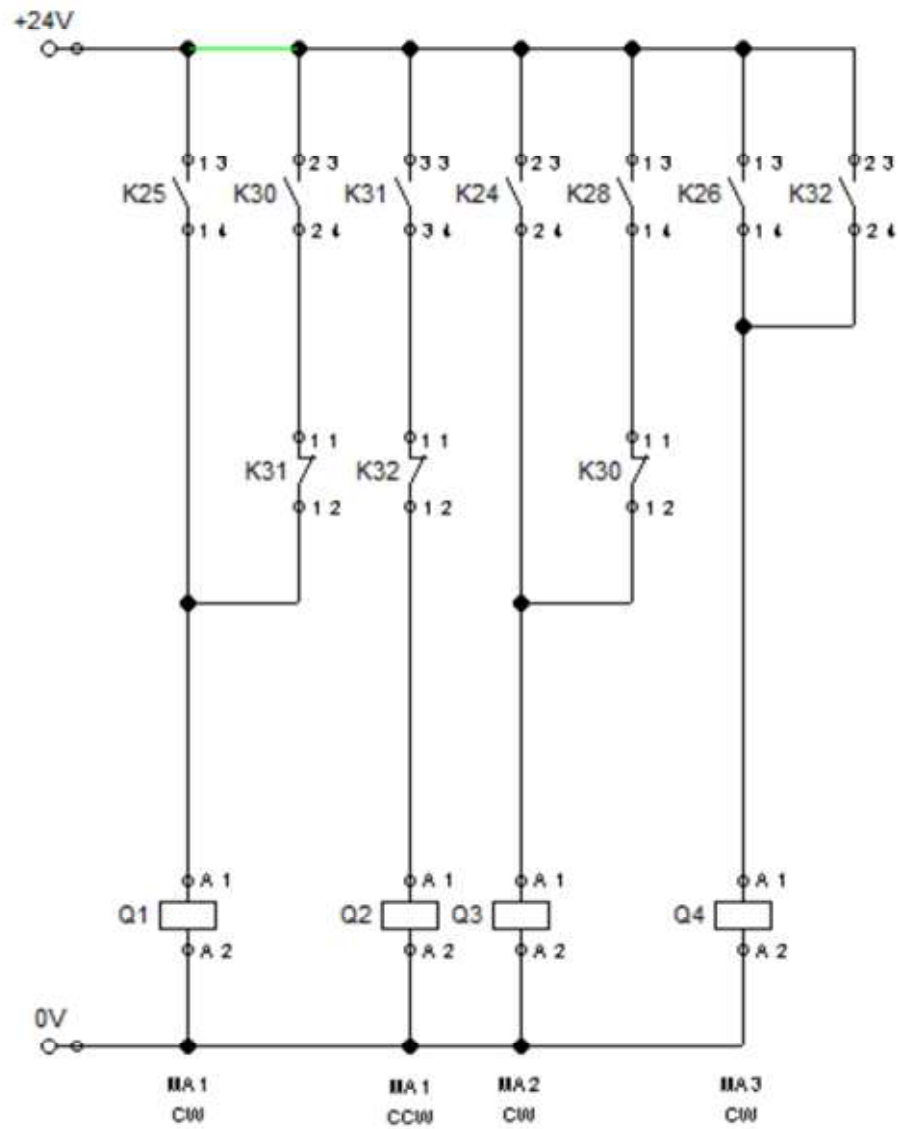 +24V
13 23 33 23 13 13 23
K25 K30 K31 K24 K28 K26 K32
14 24 34 24 14 14 24
11 11 11
K31 K32 K30
12 12 12
A1 A1 A1 A1
Q1 Q2 Q3 Q4
A2 A2 A2 A2
0V
MA1 MA1 MA2 MA3
CW CCW CW CW